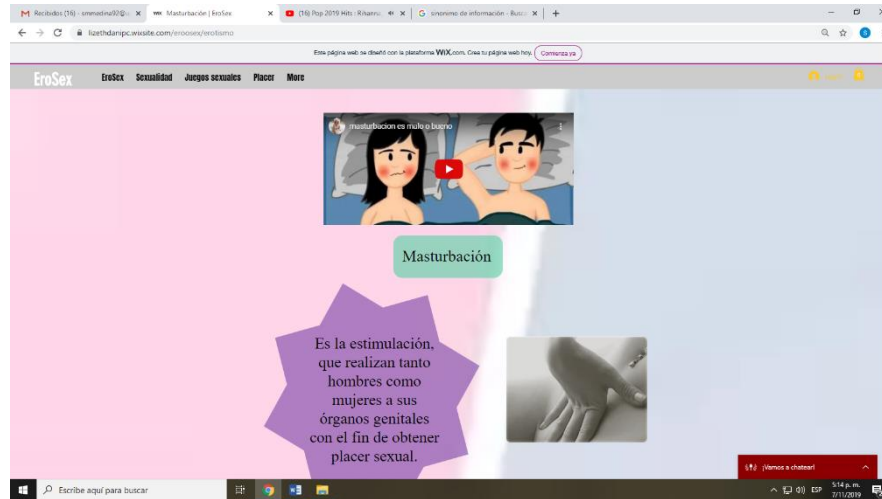 Recibidos (16) - smmedina92@u
Masturbación | EroSex
(16) Pop 2019 Hits : Rihanna
sinonimo de información - Busc
lizethdanipc.wixsite.com/eroosex/erotismo
Este página web se diseñó con la plataforma WiX.com. Crea tu página web hoy. Comienza ya
EroSex EroSex Sexualidad Juegos sexuales Placer More
masturbacion es malo o bueno
Masturbación
Es la estimulación,
que realizan tanto
hombres como
mujeres a sus
órganos genitales
con el fin de obtener
placer sexual.
¡Vamos a chatear!
Escribe aquí para buscar
ESP
5:14 p. m.
7/11/2019